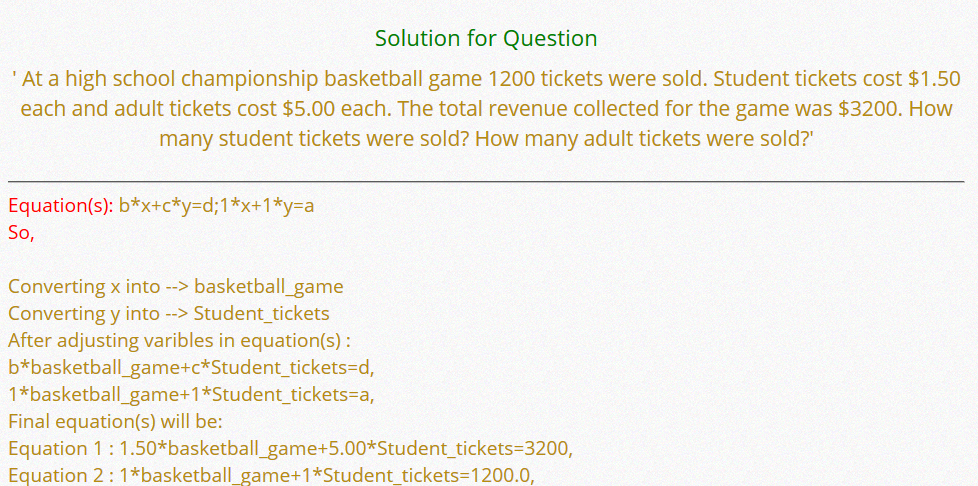 Solution for Question
' At a high school championship basketball game 1200 tickets were sold. Student tickets cost $1.50
each and adult tickets cost $5.00 each. The total revenue collected for the game was $3200. How
many student tickets were sold? How many adult tickets were sold?'
Equation(s): b*x+c*y=d;1*x+1*y=a
So,
Converting x into --> basketball_game
Converting y into --> Student_tickets
After adjusting varibles in equation(s) :
b*basketball_game+c*Student_tickets=d,
1*basketball_game+1*Student_tickets=a,
Final equation(s) will be:
Equation 1 : 1.50*basketball_game+5.00*Student_tickets=3200,
Equation 2 : 1*basketball_game+1*Student_tickets=1200.0,